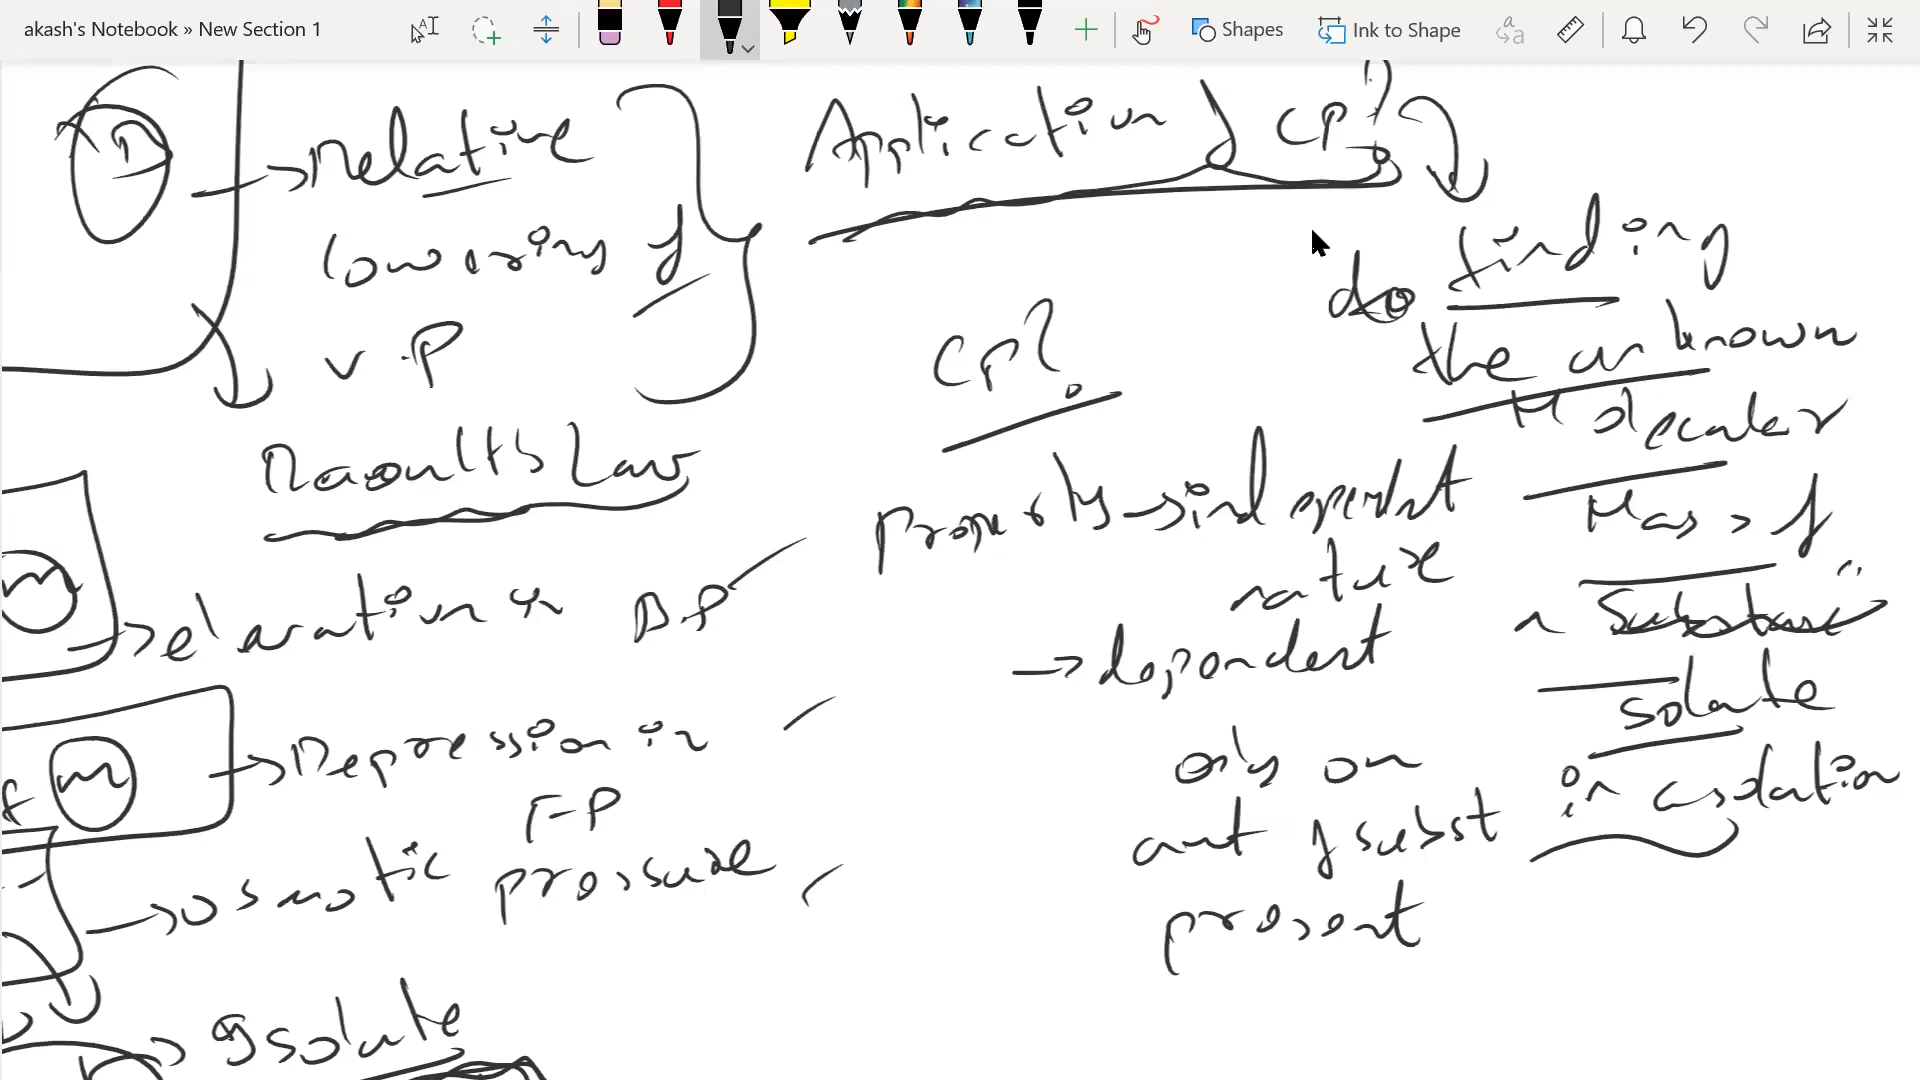 akash's Notebook » New Section 1
Shapes
Ink to Shape
→ Relative
lowering of
V.P
Raoult's Law
→ elevation in B.P
→ Depression in
F.P
→ osmotic pressure
→ g solute
Application of CP?
CP?
Property → independent
nature
→ dependent
only on
amt of subst
present
to finding
the unknown
Molecular
Mass of
a
solute
in a solution